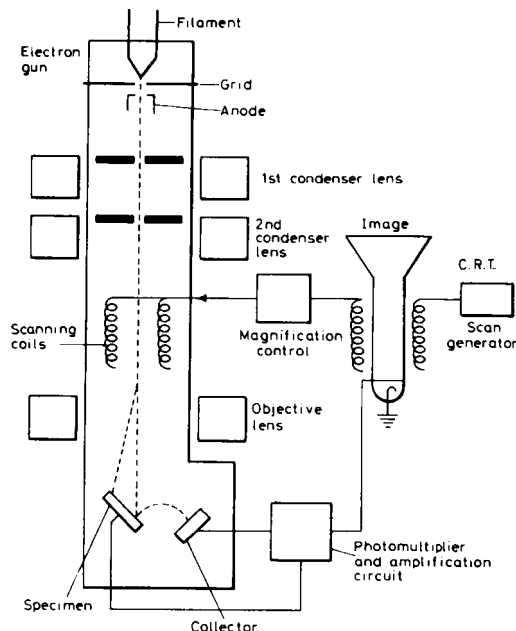 Filament
Electron
gun
Grid
Anode
1st condenser lens
2nd
condenser
lens
Image
C.R.T.
Scanning
coils
Magnification
control
Scan
generator
Objective
lens
Photomultiplier
and amplification
circuit
Specimen
Collector